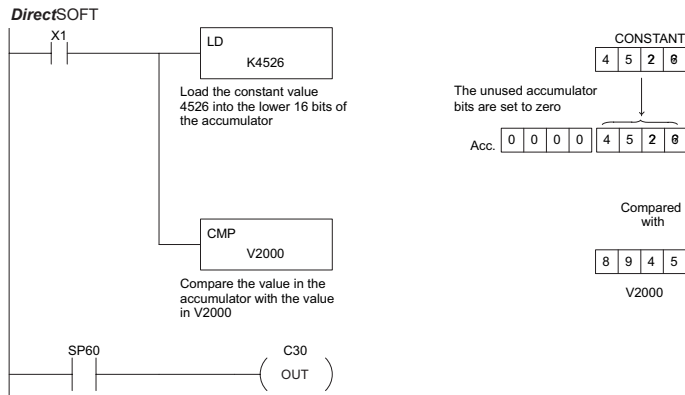 DirectSOFT
X1
LD
K4526
Load the constant value
4526 into the lower 16 bits of
the accumulator
CMP
V2000
Compare the value in the
accumulator with the value
in V2000
SP60
C30
OUT
CONSTANT
4 5 2
The unused accumulator
bits are set to zero
Acc. 0 0 0 0 4 5 2
Compared
with
8 9 4 5
V2000